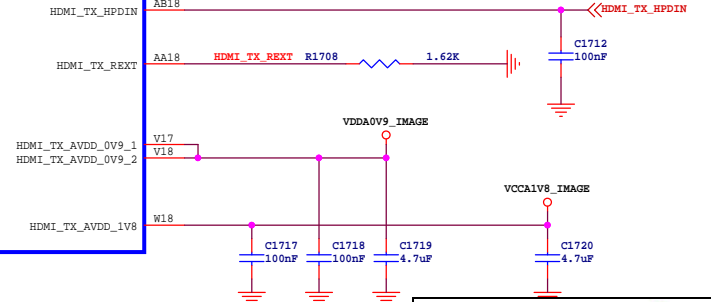 HDMI_TX_HPDIN AB18 HDMI_TX_HPDIN
C1712
100nF
HDMI_TX_REXT AA18 HDMI_TX_REXT R1708 1.62K
VDDA0V9_IMAGE
HDMI_TX_AVDD_0V9_1 V17
HDMI_TX_AVDD_0V9_2 V18
VCCA1V8_IMAGE
HDMI_TX_AVDD_1V8 W18
C1717 C1718 C1719 C1720
100nF 100nF 4.7uF 4.7uF